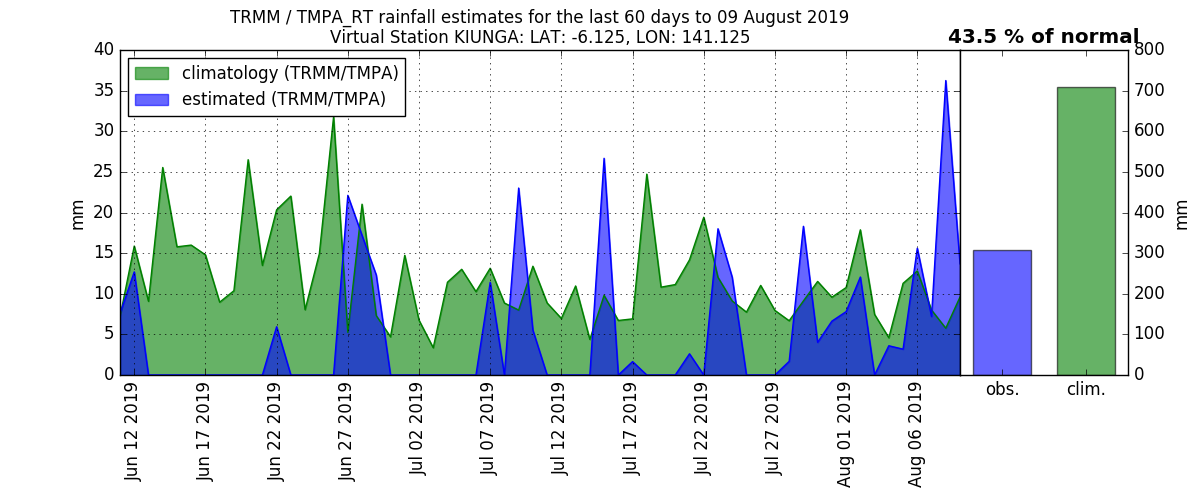 TRMM / TMPA_RT rainfall estimates for the last 60 days to 09 August 2019
Virtual Station KIUNGA: LAT: -6.125, LON: 141.125
43.5 % of normal
climatology (TRMM/TMPA)
estimated (TRMM/TMPA)
40
35
30
25
20
15
10
5
0
mm
Jun 12 2019
Jun 17 2019
Jun 22 2019
Jun 27 2019
Jul 02 2019
Jul 07 2019
Jul 12 2019
Jul 17 2019
Jul 22 2019
Jul 27 2019
Aug 01 2019
Aug 06 2019
obs.
clim.
800
700
600
500
400
300
200
100
0
mm